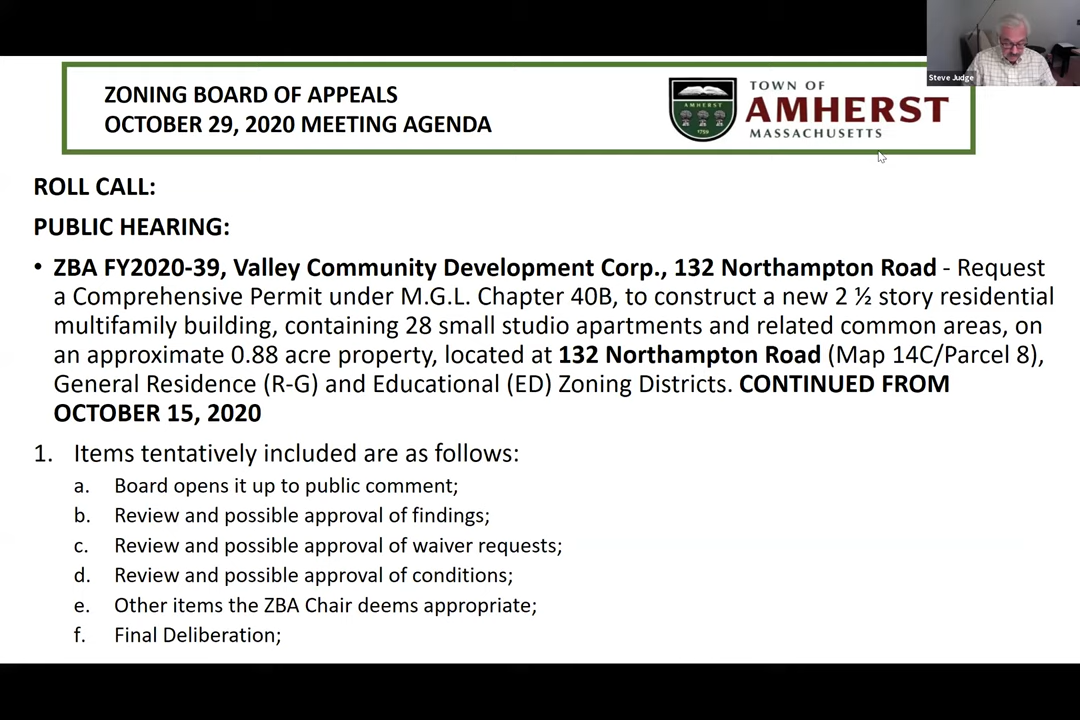 Steve Judge
ZONING BOARD OF APPEALS
OCTOBER 29, 2020 MEETING AGENDA
AMHERST
1759
TOWN OF
AMHERST
MASSACHUSETTS
ROLL CALL:
PUBLIC HEARING:
• ZBA FY2020-39, Valley Community Development Corp., 132 Northampton Road - Request
a Comprehensive Permit under M.G.L. Chapter 40B, to construct a new 2 ½ story residential
multifamily building, containing 28 small studio apartments and related common areas, on
an approximate 0.88 acre property, located at 132 Northampton Road (Map 14C/Parcel 8),
General Residence (R-G) and Educational (ED) Zoning Districts. CONTINUED FROM
OCTOBER 15, 2020
1. Items tentatively included are as follows:
a. Board opens it up to public comment;
b. Review and possible approval of findings;
c. Review and possible approval of waiver requests;
d. Review and possible approval of conditions;
e. Other items the ZBA Chair deems appropriate;
f. Final Deliberation;